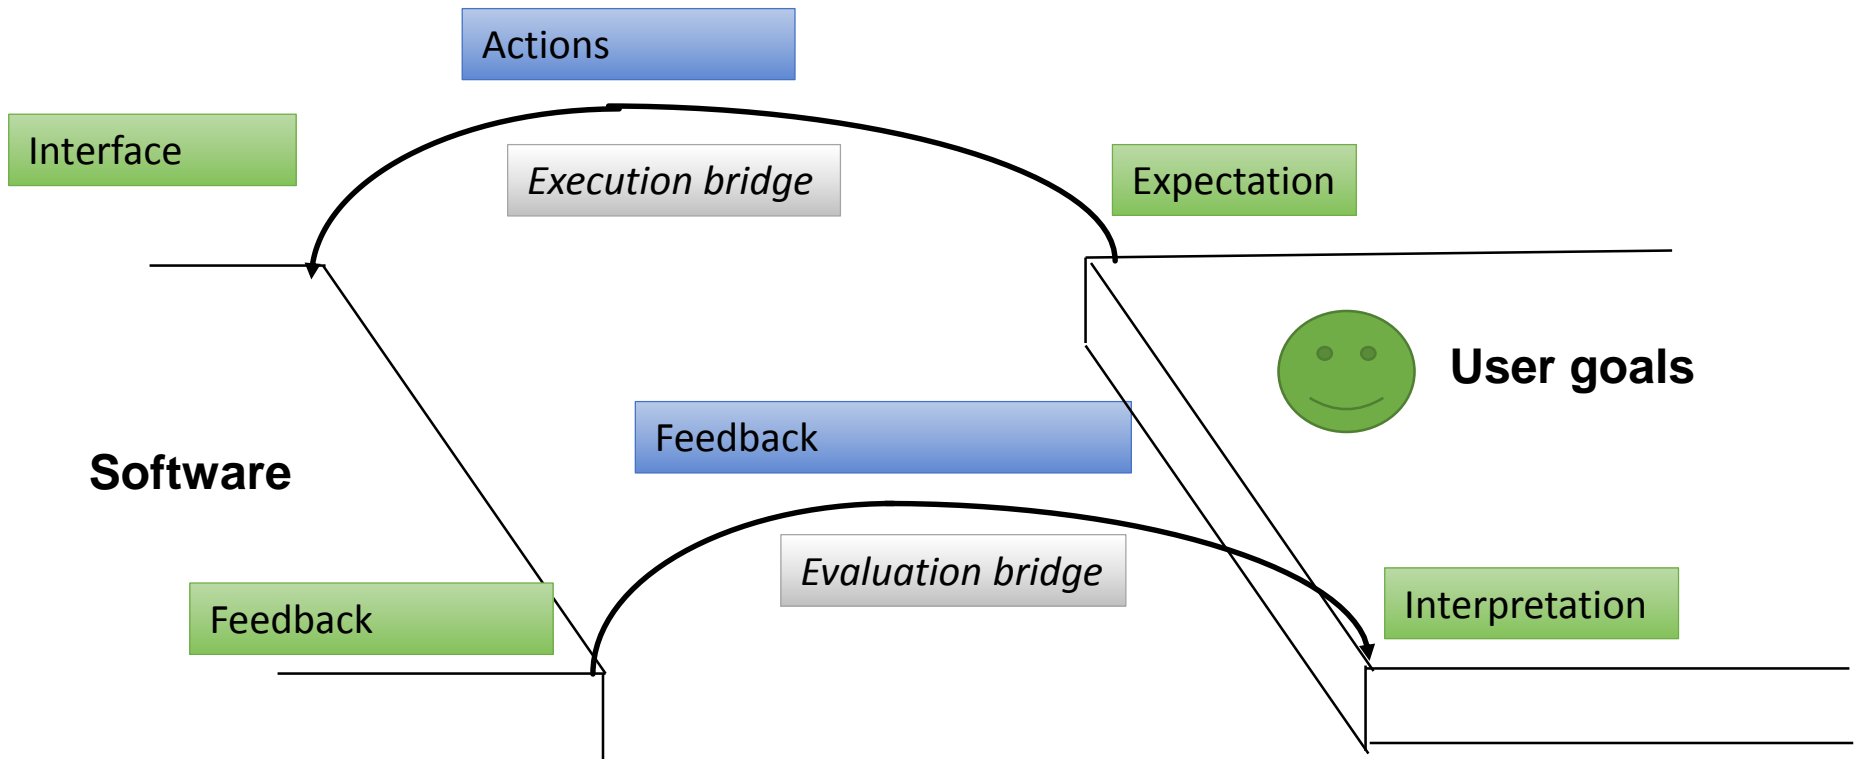 Actions
Interface
Execution bridge
Expectation
User goals
Feedback
Software
Evaluation bridge
Feedback
Interpretation